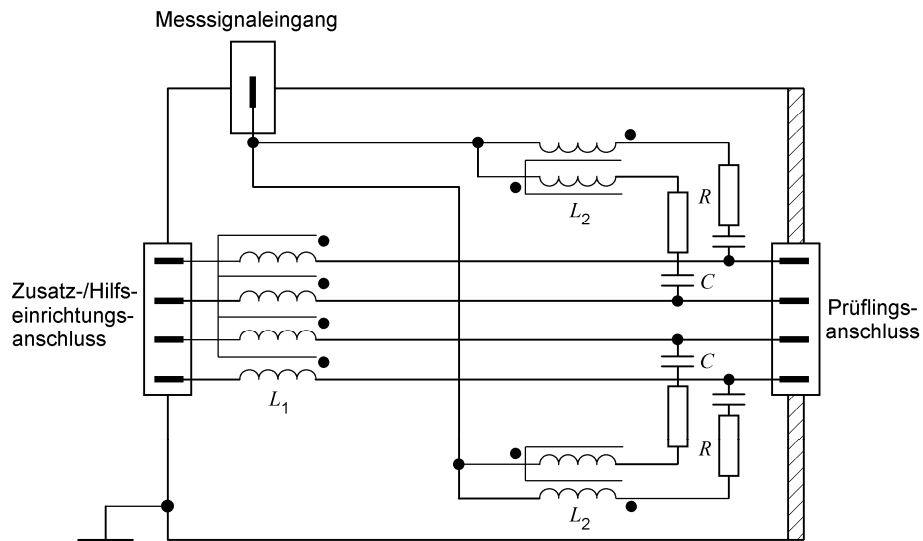 Messsignaleingang
L2
R
C
Zusatz-/Hilfs-
einrichtungs-
anschluss
Prüflings-
anschluss
L1
C
R
L2